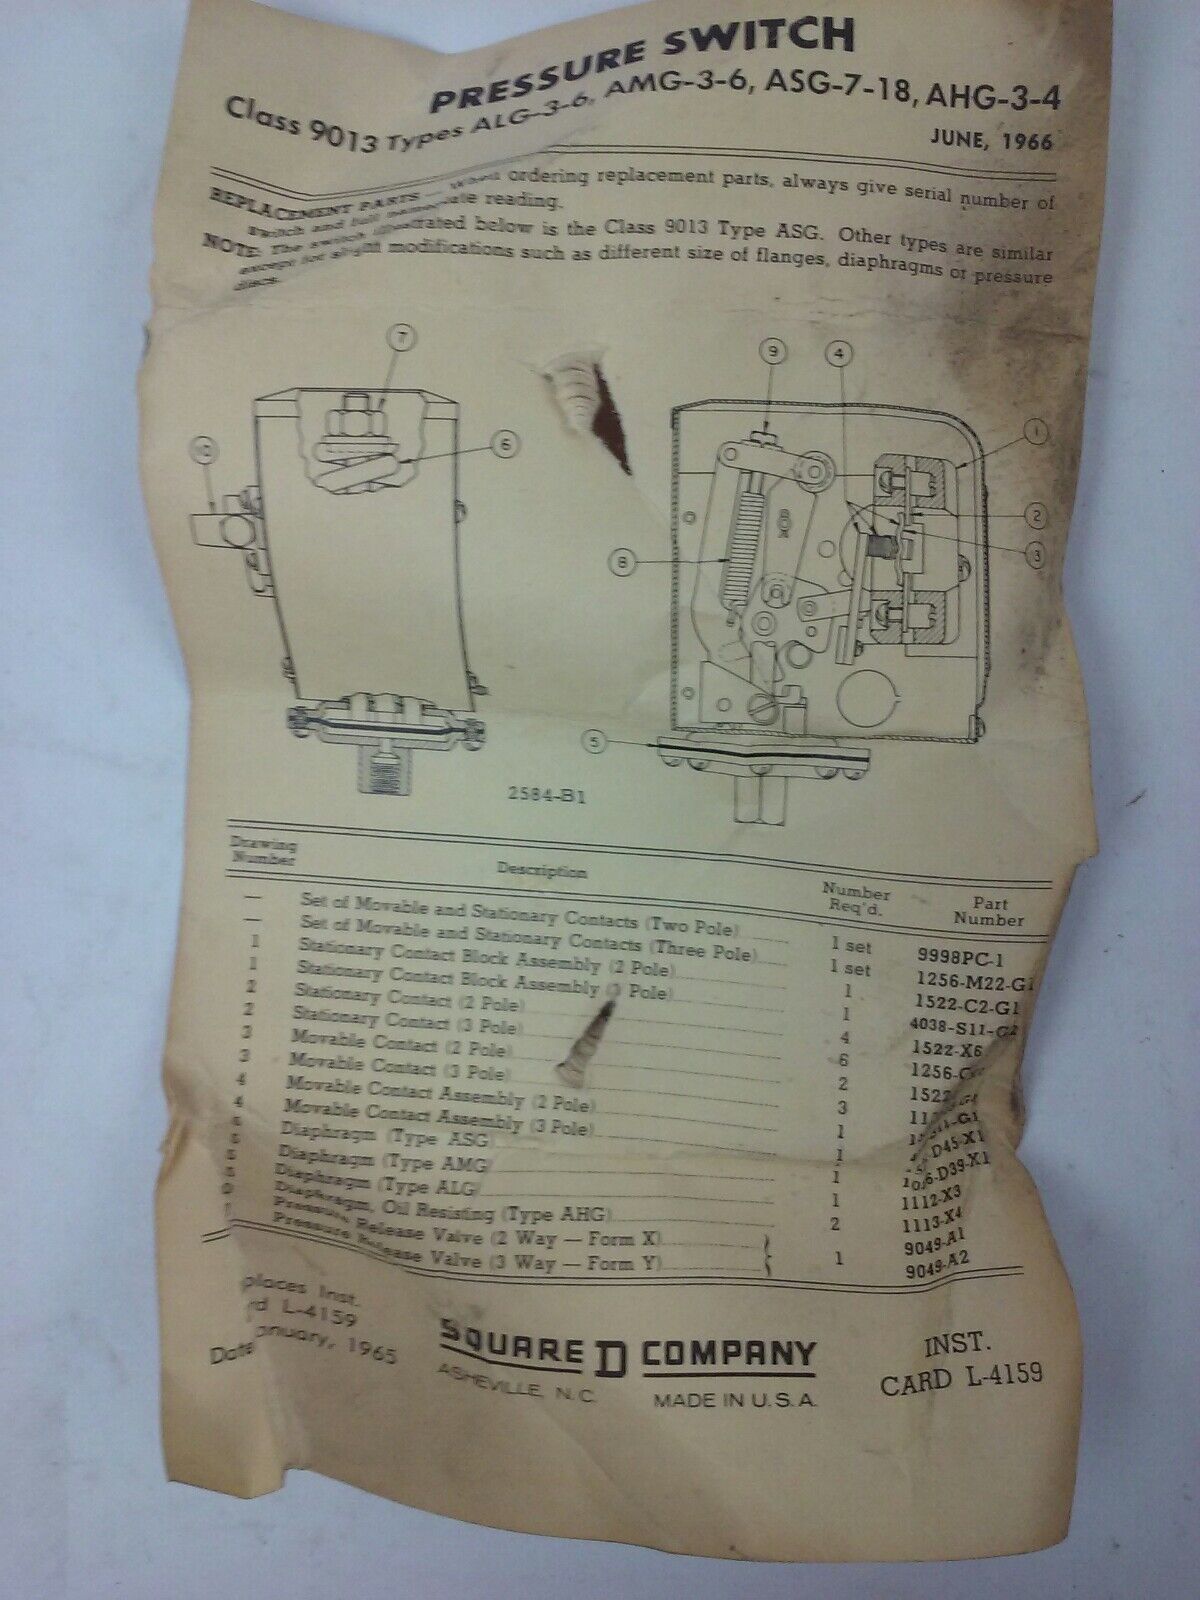 PRESSURE SWITCH
Class 9013 Types ALG-3-6, AMG-3-6, ASG-7-18, AHG-3-4
JUNE, 1966
REPLACEMENT PARTS — When ordering replacement parts, always give serial number of
switch and full nameplate reading.
NOTE: The switch illustrated below is the Class 9013 Type ASG. Other types are similar
except for slight modifications such as different size of flanges, diaphragms or pressure
discs.
7
9
4
10
6
1
2
3
8
5
2584-B1
Drawing Number
Description
Number Req'd.
Part Number
— Set of Movable and Stationary Contacts (Two Pole) 1 set 9998PC-1
— Set of Movable and Stationary Contacts (Three Pole) 1 set 1256-M22-G1
1 Stationary Contact Block Assembly (2 Pole) 1 1522-C2-G1
1 Stationary Contact Block Assembly (3 Pole) 1 4038-S11-G2
2 Stationary Contact (2 Pole) 4 1522-X6
2 Stationary Contact (3 Pole) 6
3 Movable Contact (2 Pole) 2
3 Movable Contact (3 Pole) 3
4 Movable Contact Assembly (2 Pole) 1
4 Movable Contact Assembly (3 Pole) 1
Diaphragm (Type ASG) 1
5 Diaphragm (Type AMG) 1 1112-X3
5 Diaphragm (Type ALG) 1113-X4
Diaphragm, Oil Resisting (Type AHG) 2
Pressure Release Valve (2 Way — Form X) 9049-A1
Pressure Release Valve (3 Way — Form Y) 1 9049-A2
places Inst.
L-4159
Date January, 1965
SQUARE D COMPANY
ASHEVILLE, N.C. MADE IN U.S.A.
INST.
CARD L-4159